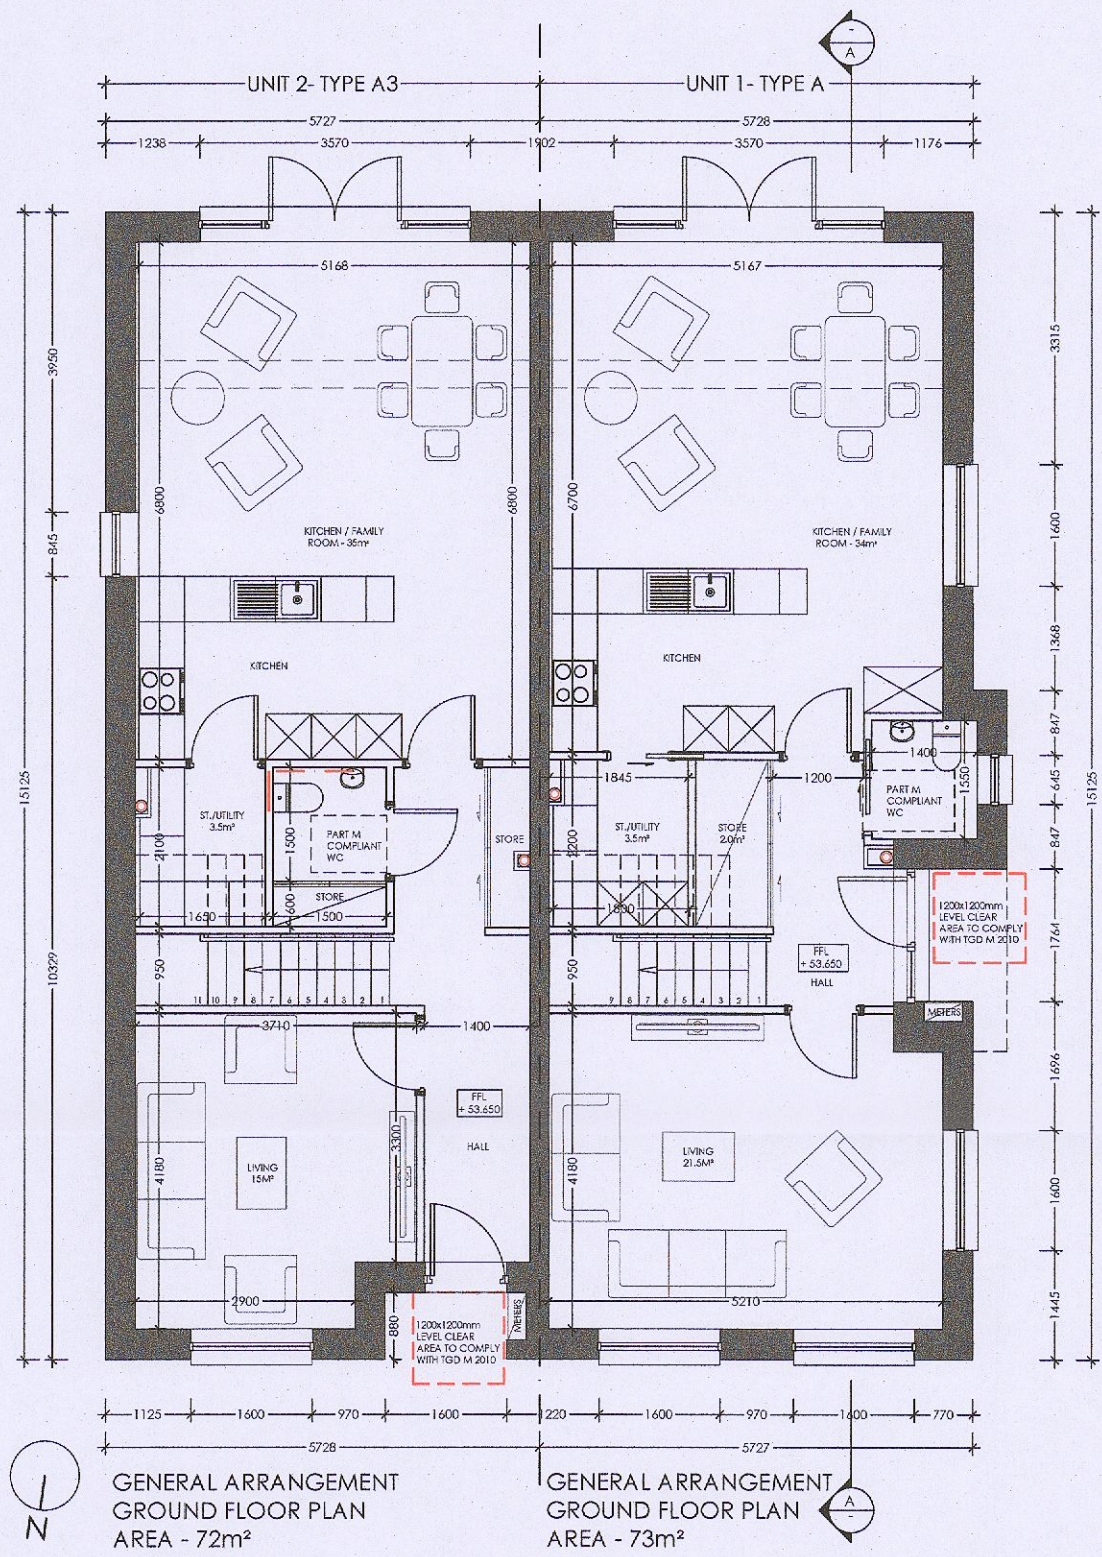 -
A
UNIT 2- TYPE A3
UNIT 1- TYPE A
5727
5728
1238
3570
1902
3570
1176
5168
5167
3950
845
10329
15125
6800
6800
6700
3315
1600
1368
847
645
847
1764
1696
1600
1445
15125
KITCHEN / FAMILY
ROOM - 35m²
KITCHEN / FAMILY
ROOM - 34m²
KITCHEN
KITCHEN
1845
1200
1400
1550
ST./UTILITY
3.5m²
2100
1500
PART M
COMPLIANT
WC
STORE
STORE
600
1650
1500
ST./UTILITY
3.5m²
2200
STORE
2.0m²
1800
PART M
COMPLIANT
WC
1200x1200mm
LEVEL CLEAR
AREA TO COMPLY
WITH TGD M 2010
FFL
+ 53.650
HALL
METERS
950
950
11 10 9 8 7 6 5 4 3 2 1
9 8 7 6 5 4 3 2 1
3710
1400
FFL
+ 53.650
HALL
3300
4180
LIVING
15M²
4180
LIVING
21.5M²
2900
880
5210
METERS
1200x1200mm
LEVEL CLEAR
AREA TO COMPLY
WITH TGD M 2010
1125
1600
970
1600
1220
1600
970
1600
770
5728
5727
N
GENERAL ARRANGEMENT
GROUND FLOOR PLAN
AREA - 72m²
GENERAL ARRANGEMENT
GROUND FLOOR PLAN
AREA - 73m²
A
-